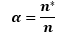 α = n*/n